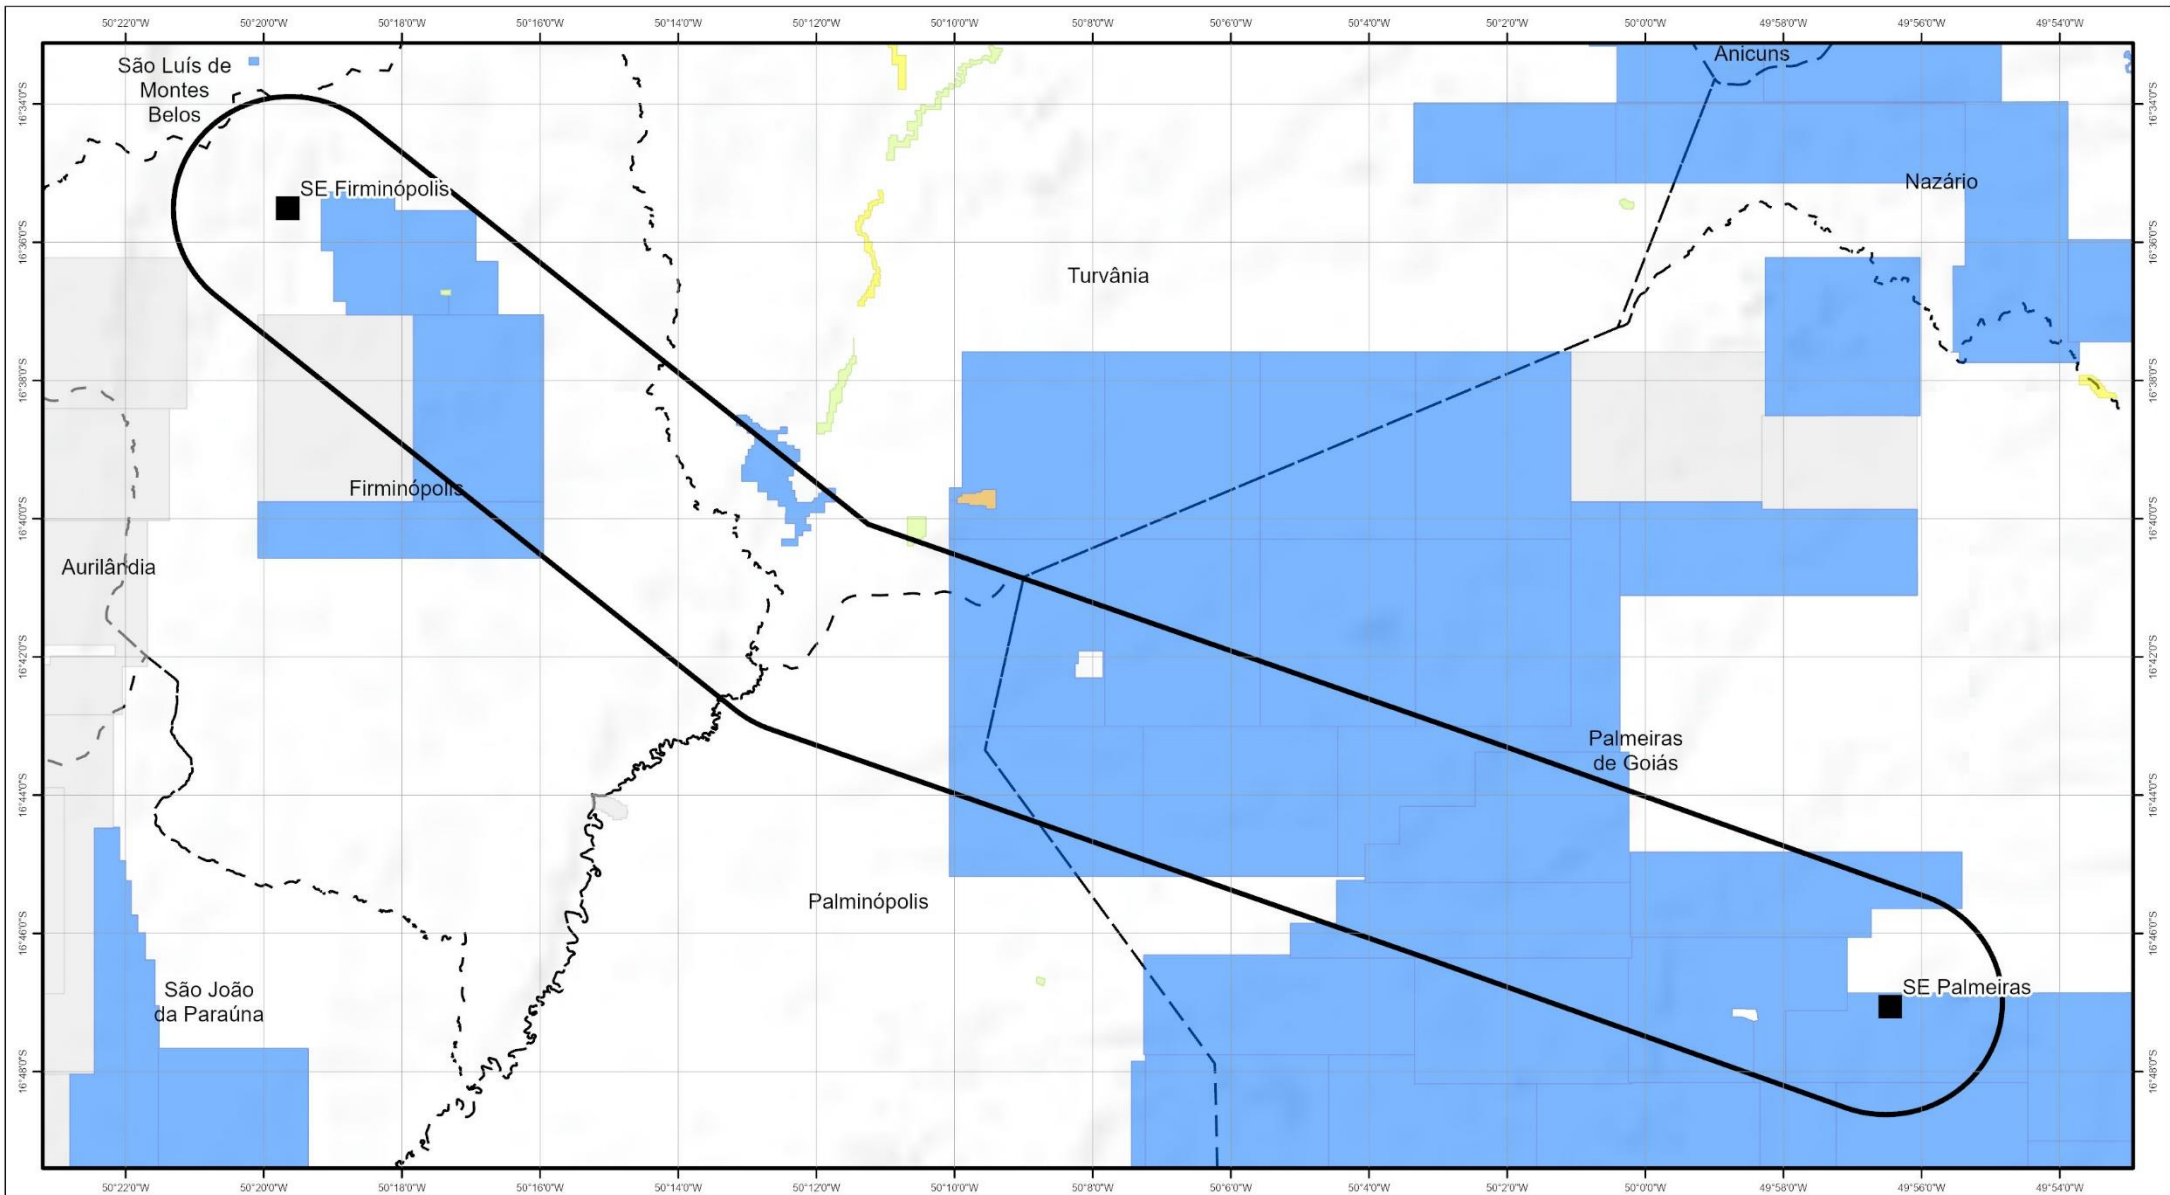 50°22'0"W 50°20'0"W 50°18'0"W 50°16'0"W 50°14'0"W 50°12'0"W 50°10'0"W 50°8'0"W 50°6'0"W 50°4'0"W 50°2'0"W 50°0'0"W 49°58'0"W 49°56'0"W 49°54'0"W
Anicuns
São Luís de
Montes
Belos
16°34'0"S 16°34'0"S
Nazário
SE Firminópolis
16°36'0"S 16°36'0"S
Turvânia
16°38'0"S 16°38'0"S
Firminópolis
16°40'0"S 16°40'0"S
Aurilândia
16°42'0"S 16°42'0"S
Palmeiras
de Goiás
16°44'0"S 16°44'0"S
Palminópolis
16°46'0"S 16°46'0"S
São João
da Paraúna
SE Palmeiras
16°48'0"S 16°48'0"S
50°22'0"W 50°20'0"W 50°18'0"W 50°16'0"W 50°14'0"W 50°12'0"W 50°10'0"W 50°8'0"W 50°6'0"W 50°4'0"W 50°2'0"W 50°0'0"W 49°58'0"W 49°56'0"W 49°54'0"W